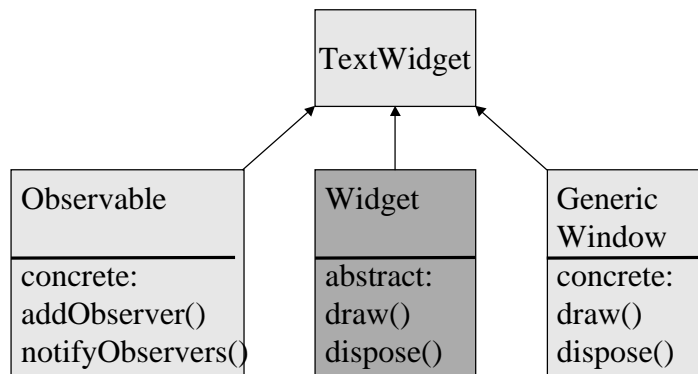 TextWidget
Observable
concrete:
addObserver()
notifyObservers()
Widget
abstract:
draw()
dispose()
Generic
Window
concrete:
draw()
dispose()